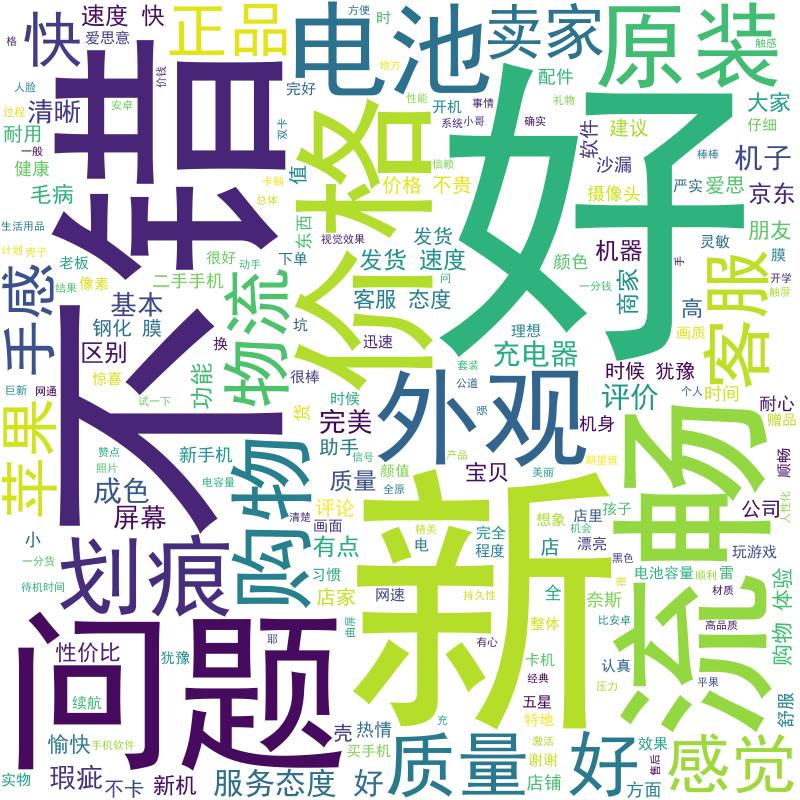 格
快
速度 快
爱思意
正品
电池
方便
时
卖家
原装
触感
人脸
过程
安卓
价钱
清晰
耐用
一般
健康
毛病
不错
双卡
完好
地方
性能
开机
事情
礼物
配件
系统
小哥
确实
软件
建议
大家
仔细
好
沙漏
棒棒
机子
值
卡顿
总体
价格
价格
不贵
信赖
摄像头
严实
爱思
京东
生活用品
计划
壳子
老板
结果
像素
很好
动手
二手手机
下单
东西
视觉效果
发货
发货 速度
机器
颜色
商家
一分钱
手
灵敏
朋友
膜
开学
触屏
手感
基本
钢化 膜
换
区别
惊喜
物流
坑
客服 态度
问
迅速
理想
充电器
高
画质
客服
巨新
网通
试一下
功能
很棒
货
时候
套装
公道
外观
时候
犹豫
评价
个人
时间
耐心
赠品
苹果
赞点
照片
新手机
成色
电容量
屏幕
购物
完美
助手
信号
颜值
产品
质量
全原
宝贝
美丽
机身
期望值
流畅
顺畅
人性化
小
一分货
待机时间
划痕
清楚
评论
画面
有点
习惯
店家
新
精美
电
完全
程度
想象
机会
店里
孩子
店
漂亮
黑色
公司
玩游戏
网速
持久性
全
奈斯
电池容量
顺利
雷
材质
购物 体验
性价比
犹豫
耶
曲屏
有心
整体
卡机
经典
比安卓
很
高品质
问题
续航
五星
特地
认真
压力
平果
舒服
愉快
手机软件
壳
热情
买手机
充
质量
激活
谢谢
好
效果
售后
感觉
实物
瑕疵
不卡
新机
服务态度
好
店铺
方面